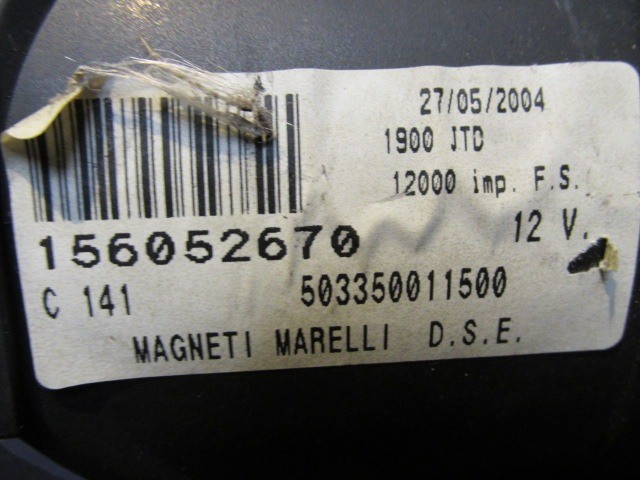 27/05/2004
1900 JTD
12000 imp. F.S.
156052670
12 V.
C 141
503350011500
MAGNETI MARELLI D.S.E.